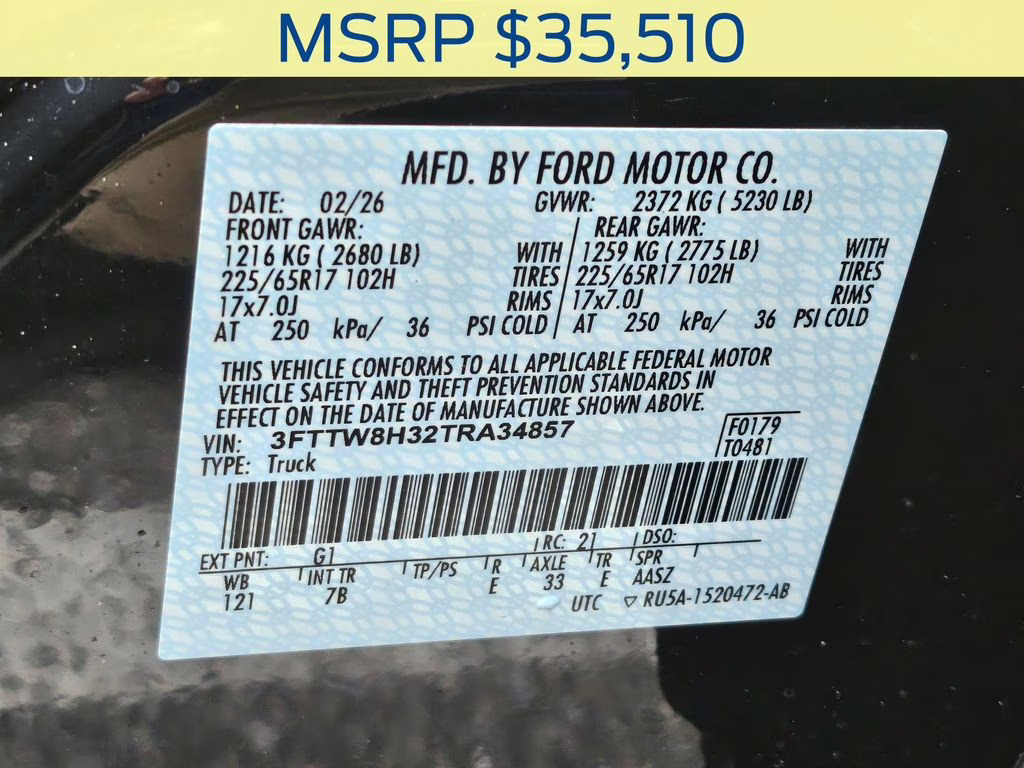 MSRP $35,510
MFD. BY FORD MOTOR CO.
DATE: 02/26 GVWR: 2372 KG ( 5230 LB)
FRONT GAWR: REAR GAWR:
1216 KG ( 2680 LB) WITH 1259 KG ( 2775 LB) WITH
225/65R17 102H TIRES 225/65R17 102H TIRES
17x7.0J RIMS 17x7.0J RIMS
AT 250 kPa/ 36 PSI COLD AT 250 kPa/ 36 PSI COLD
THIS VEHICLE CONFORMS TO ALL APPLICABLE FEDERAL MOTOR
VEHICLE SAFETY AND THEFT PREVENTION STANDARDS IN
EFFECT ON THE DATE OF MANUFACTURE SHOWN ABOVE.
VIN: 3FTTW8H32TRA34857 F0179
TYPE: Truck T0481
EXT PNT: G1 RC: 21 DSO:
WB INT TR TP/PS R AXLE TR SPR
121 7B E 33 E AASZ
UTC ▽ RU5A-1520472-AB